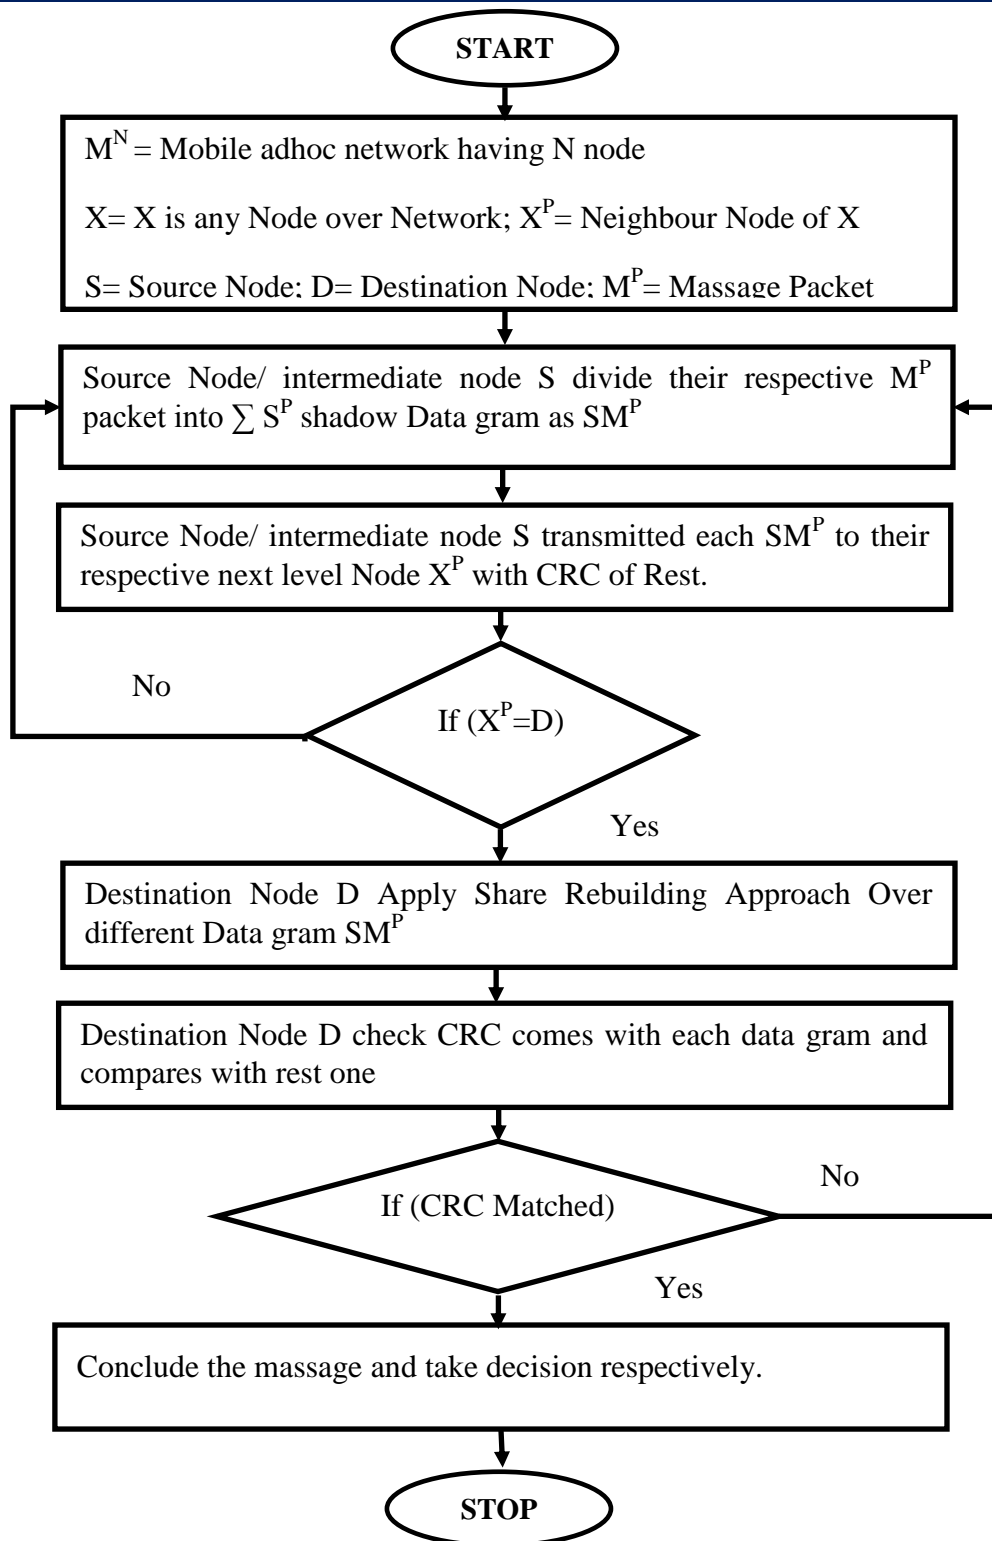 START
M^N = Mobile adhoc network having N node
X= X is any Node over Network; X^P= Neighbour Node of X
S= Source Node; D= Destination Node; M^P= Massage Packet
Source Node/ intermediate node S divide their respective M^P
packet into ∑ S^P shadow Data gram as SM^P
Source Node/ intermediate node S transmitted each SM^P to their
respective next level Node X^P with CRC of Rest.
No
If (X^P=D)
Yes
Destination Node D Apply Share Rebuilding Approach Over
different Data gram SM^P
Destination Node D check CRC comes with each data gram and
compares with rest one
No
If (CRC Matched)
Yes
Conclude the massage and take decision respectively.
STOP